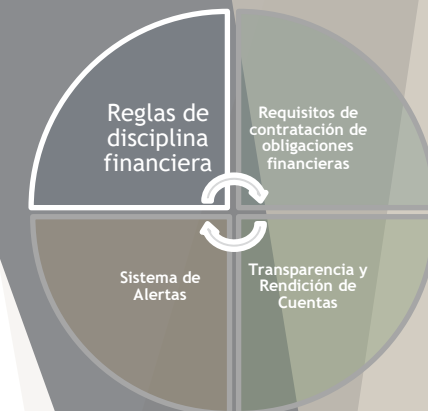 Reglas de
disciplina
financiera
Requisitos de
contratación de
obligaciones
financieras
Sistema de
Alertas
Transparencia y
Rendición de
Cuentas